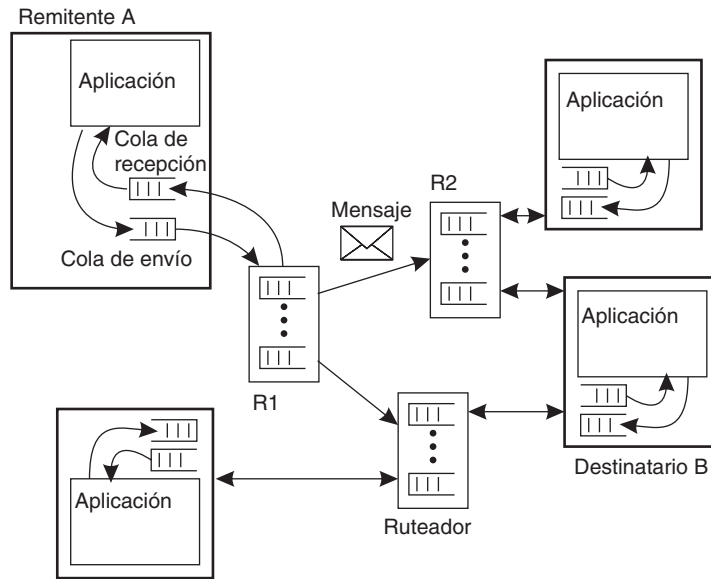 Remitente A
Aplicación
Cola de
recepción
Cola de envío
Mensaje
R2
Aplicación
R1
Aplicación
Destinatario B
Aplicación
Ruteador